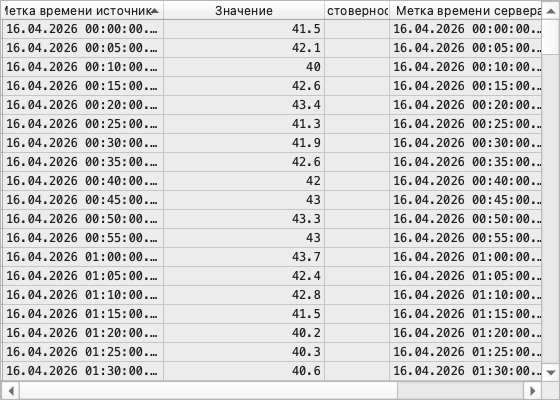 Метка времени источник Значение стовернос Метка времени сервера
16.04.2026 00:00:00.… 41.5 16.04.2026 00:00:00...
16.04.2026 00:05:00.… 42.1 16.04.2026 00:05:00...
16.04.2026 00:10:00.… 40 16.04.2026 00:10:00...
16.04.2026 00:15:00.… 42.6 16.04.2026 00:15:00...
16.04.2026 00:20:00.… 43.4 16.04.2026 00:20:00...
16.04.2026 00:25:00.… 41.3 16.04.2026 00:25:00...
16.04.2026 00:30:00.… 41.9 16.04.2026 00:30:00...
16.04.2026 00:35:00.… 42.6 16.04.2026 00:35:00...
16.04.2026 00:40:00.… 42 16.04.2026 00:40:00...
16.04.2026 00:45:00.… 43 16.04.2026 00:45:00...
16.04.2026 00:50:00.… 43.3 16.04.2026 00:50:00...
16.04.2026 00:55:00.… 43 16.04.2026 00:55:00...
16.04.2026 01:00:00.… 43.7 16.04.2026 01:00:00...
16.04.2026 01:05:00.… 42.4 16.04.2026 01:05:00...
16.04.2026 01:10:00.… 42.8 16.04.2026 01:10:00...
16.04.2026 01:15:00.… 41.5 16.04.2026 01:15:00...
16.04.2026 01:20:00.… 40.2 16.04.2026 01:20:00...
16.04.2026 01:25:00.… 40.3 16.04.2026 01:25:00...
16.04.2026 01:30:00.… 40.6 16.04.2026 01:30:00...